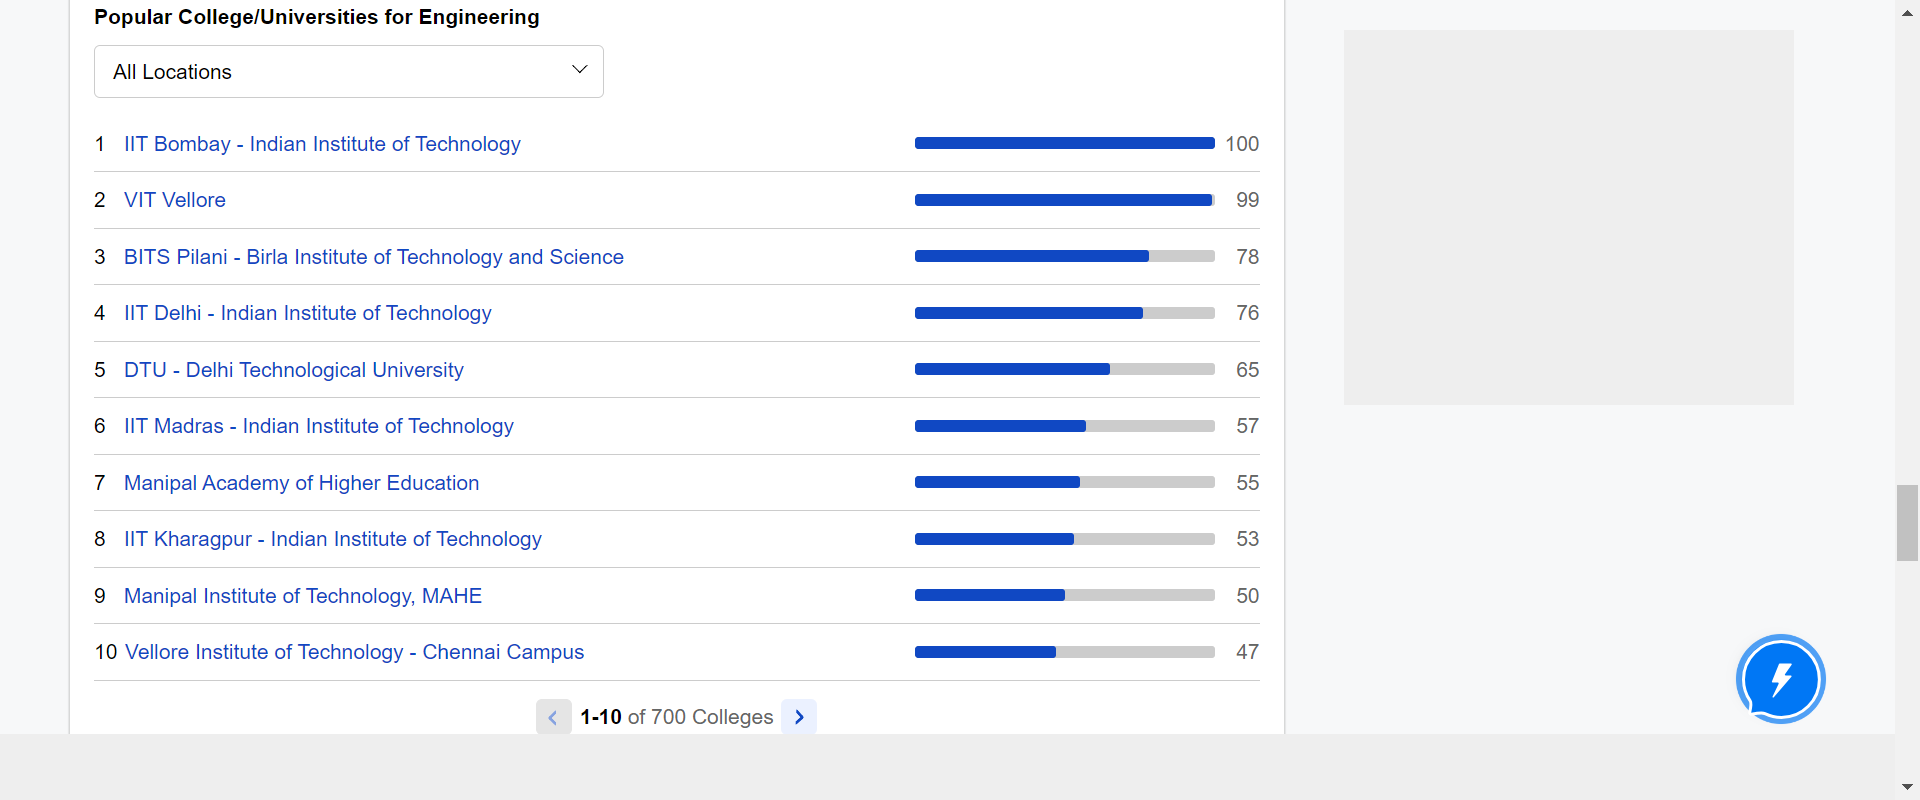 Popular College/Universities for Engineering
All Locations
1 IIT Bombay - Indian Institute of Technology 100
2 VIT Vellore 99
3 BITS Pilani - Birla Institute of Technology and Science 78
4 IIT Delhi - Indian Institute of Technology 76
5 DTU - Delhi Technological University 65
6 IIT Madras - Indian Institute of Technology 57
7 Manipal Academy of Higher Education 55
8 IIT Kharagpur - Indian Institute of Technology 53
9 Manipal Institute of Technology, MAHE 50
10 Vellore Institute of Technology - Chennai Campus 47
1-10 of 700 Colleges